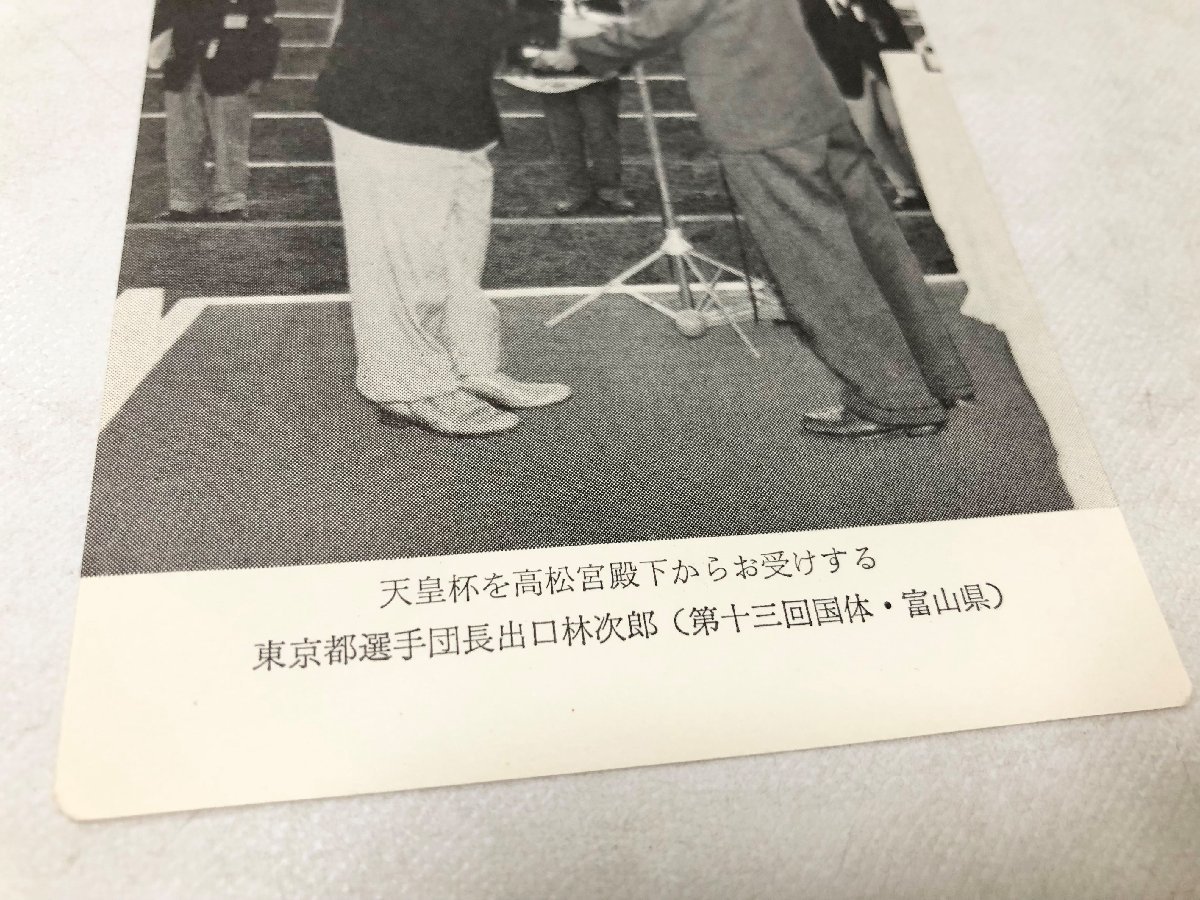 天皇杯を高松宮殿下からお受けする
東京都選手団長出口林次郎（第十三回国体・富山県）